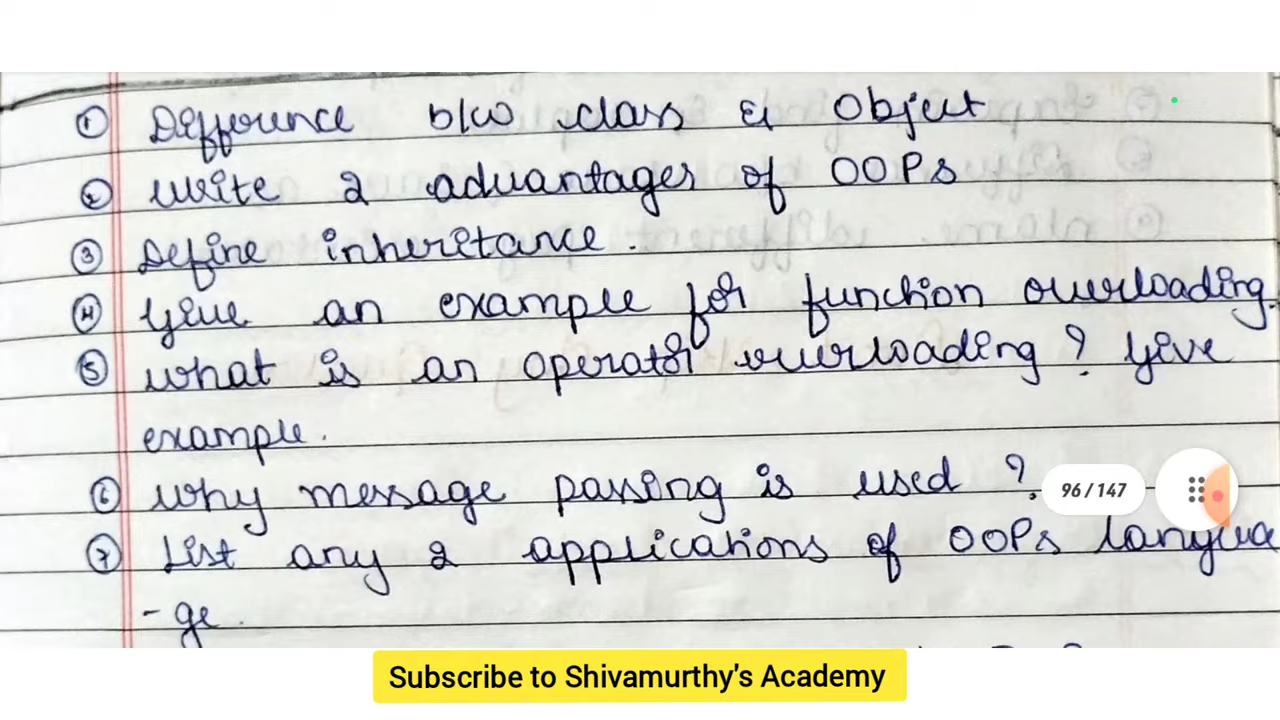 ① Difference b/w class & Object
② write 2 advantages of OOPs
③ Define inheritance.
④ Give an example for function overloading.
⑤ what is an operator overloading? Give
example.
⑥ why message passing is used?
96 / 147
⑦ List any 2 applications of OOPs langua
-ge.
Subscribe to Shivamurthy's Academy